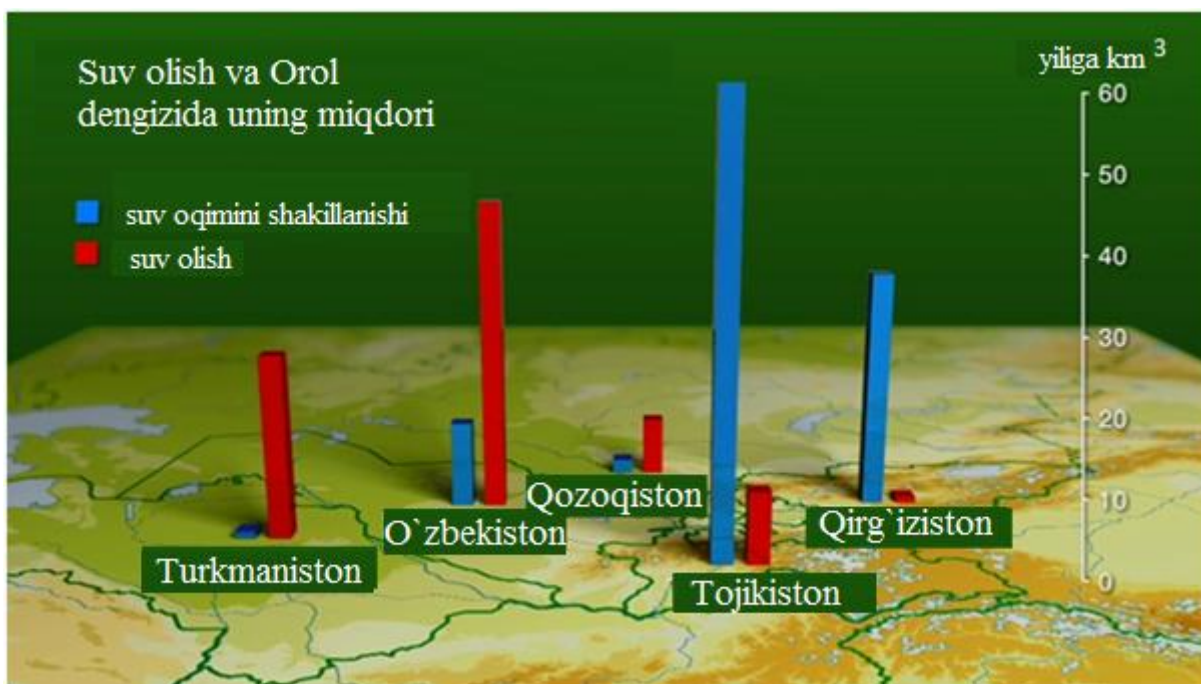 Suv olish va Orol
dengizida uning miqdori
suv oqimini shakillanishi
suv olish
yiliga km ³
60
50
40
30
20
10
0
Qozoqiston
O`zbekiston
Qirg`iziston
Turkmaniston
Tojikiston